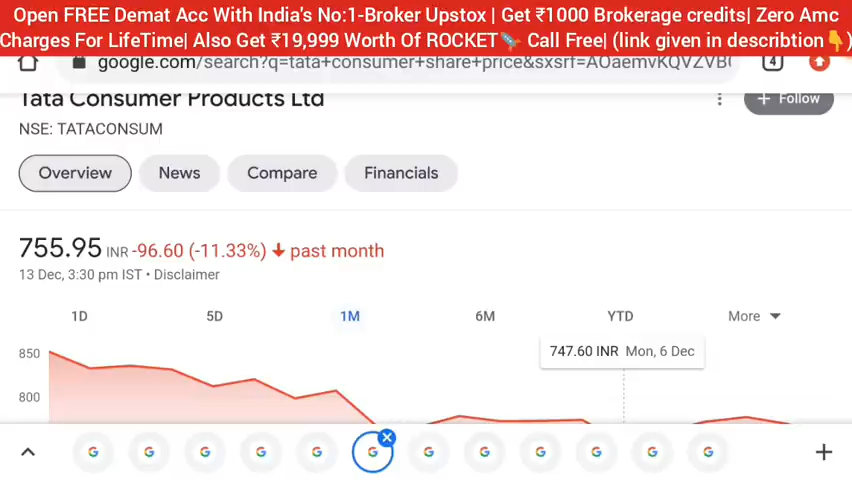 Open FREE Demat Acc With India's No:1-Broker Upstox | Get ₹1000 Brokerage credits| Zero Amc
Charges For LifeTime| Also Get ₹19,999 Worth Of ROCKET🚀 Call Free| (link given in describtion👇)
google.com/search?q=tata+consumer+share+price&sxsrf=AOaemvKQVZVB
4
Tata Consumer Products Ltd
+ Follow
NSE: TATACONSUM
Overview News Compare Financials
755.95 INR -96.60 (-11.33%) ↓ past month
13 Dec, 3:30 pm IST • Disclaimer
1D 5D 1M 6M YTD More
747.60 INR Mon, 6 Dec
850
800